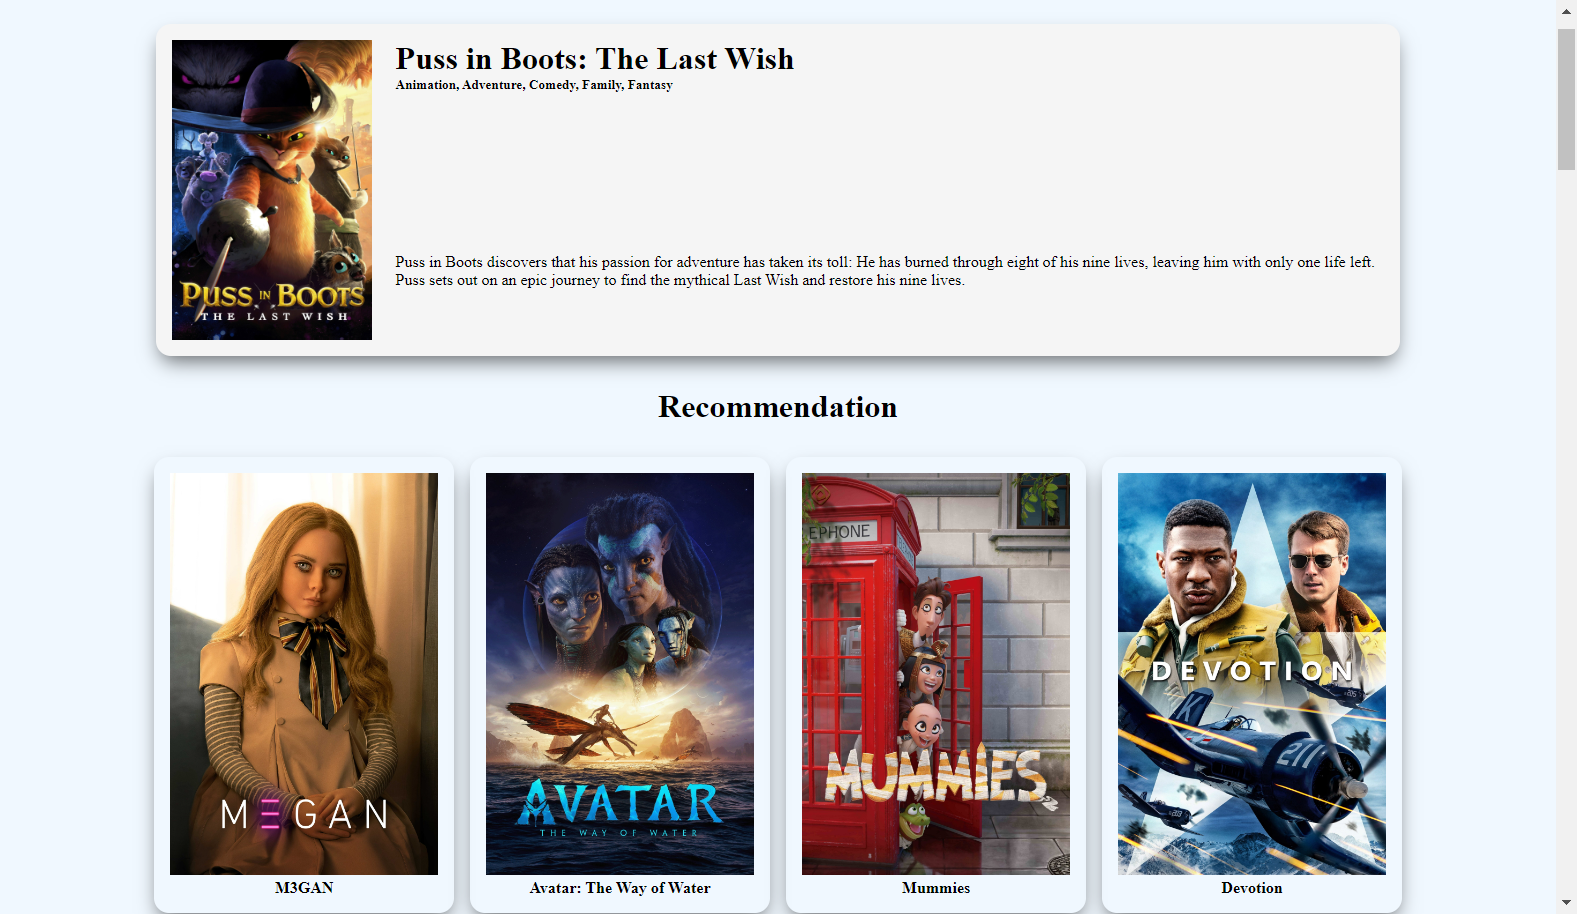 Puss in Boots: The Last Wish
Animation, Adventure, Comedy, Family, Fantasy
Puss in Boots discovers that his passion for adventure has taken its toll: He has burned through eight of his nine lives, leaving him with only one life left.
Puss sets out on an epic journey to find the mythical Last Wish and restore his nine lives.
PUSS IN BOOTS
THE LAST WISH
Recommendation
M3GAN
AVATAR
THE WAY OF WATER
EPHONE
MUMMIES
DEVOTION
K
211
M3GAN
Avatar: The Way of Water
Mummies
Devotion